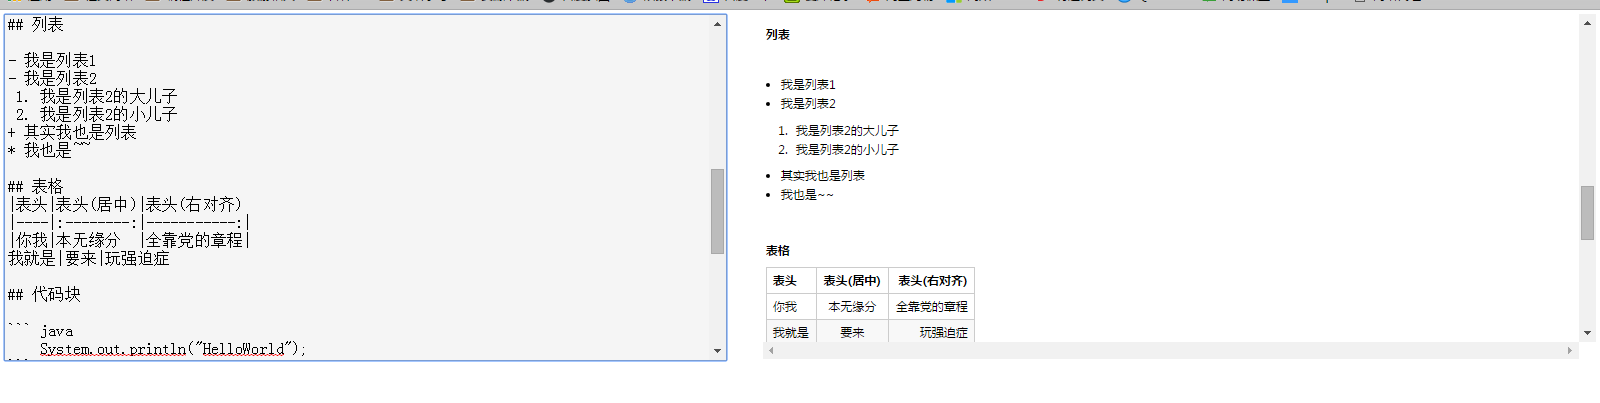 ## 列表
- 我是列表1
- 我是列表2
1. 我是列表2的大儿子
2. 我是列表2的小儿子
+ 其实我也是列表
* 我也是~~
## 表格
|表头|表头(居中)|表头(右对齐)
|----|:--------:|-----------:|
|你我|本无缘分  |全靠党的章程|
我就是|要来|玩强迫症
## 代码块
``` java
System.out.println("HelloWorld");
列表
• 我是列表1
• 我是列表2
1. 我是列表2的大儿子
2. 我是列表2的小儿子
• 其实我也是列表
• 我也是~~
表格
表头 表头(居中) 表头(右对齐)
你我 本无缘分 全靠党的章程
我就是 要来 玩强迫症